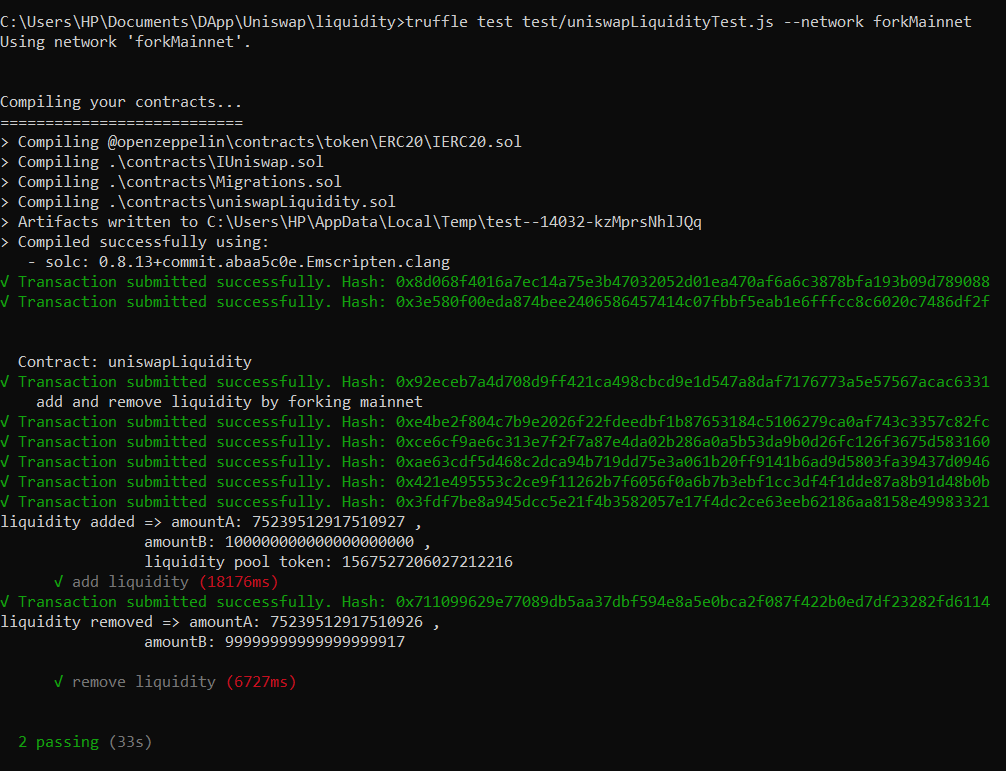 C:\Users\HP\Documents\DApp\Uniswap\liquidity>truffle test test/uniswapLiquidityTest.js --network forkMainnet
Using network 'forkMainnet'.
Compiling your contracts...
===========================
> Compiling @openzeppelin\contracts\token\ERC20\IERC20.sol
> Compiling .\contracts\IUniswap.sol
> Compiling .\contracts\Migrations.sol
> Compiling .\contracts\uniswapLiquidity.sol
> Artifacts written to C:\Users\HP\AppData\Local\Temp\test--14032-kzMprsNhlJQq
> Compiled successfully using:
- solc: 0.8.13+commit.abaa5c0e.Emscripten.clang
√ Transaction submitted successfully. Hash: 0x8d068f4016a7ec14a75e3b47032052d01ea470af6a6c3878bfa193b09d789088
√ Transaction submitted successfully. Hash: 0x3e580f00eda874bee2406586457414c07fbbf5eab1e6fffcc8c6020c7486df2f
Contract: uniswapLiquidity
√ Transaction submitted successfully. Hash: 0x92eceb7a4d708d9ff421ca498cbcd9e1d547a8daf7176773a5e57567acac6331
add and remove liquidity by forking mainnet
√ Transaction submitted successfully. Hash: 0xe4be2f804c7b9e2026f22fdeedbf1b87653184c5106279ca0af743c3357c82fc
√ Transaction submitted successfully. Hash: 0xce6cf9ae6c313e7f2f7a87e4da02b286a0a5b53da9b0d26fc126f3675d583160
√ Transaction submitted successfully. Hash: 0xae63cdf5d468c2dca94b719dd75e3a061b20ff9141b6ad9d5803fa39437d0946
√ Transaction submitted successfully. Hash: 0x421e495553c2ce9f11262b7f6056f0a6b7b3ebf1cc3df4f1dde87a8b91d48b0b
√ Transaction submitted successfully. Hash: 0x3fdf7be8a945dcc5e21f4b3582057e17f4dc2ce63eeb62186aa8158e49983321
liquidity added => amountA: 75239512917510927 ,
amountB: 100000000000000000000 ,
liquidity pool token: 1567527206027212216
√ add liquidity (18176ms)
√ Transaction submitted successfully. Hash: 0x711099629e77089db5aa37dbf594e8a5e0bca2f087f422b0ed7df23282fd6114
liquidity removed => amountA: 75239512917510926 ,
amountB: 99999999999999999917
√ remove liquidity (6727ms)
2 passing (33s)